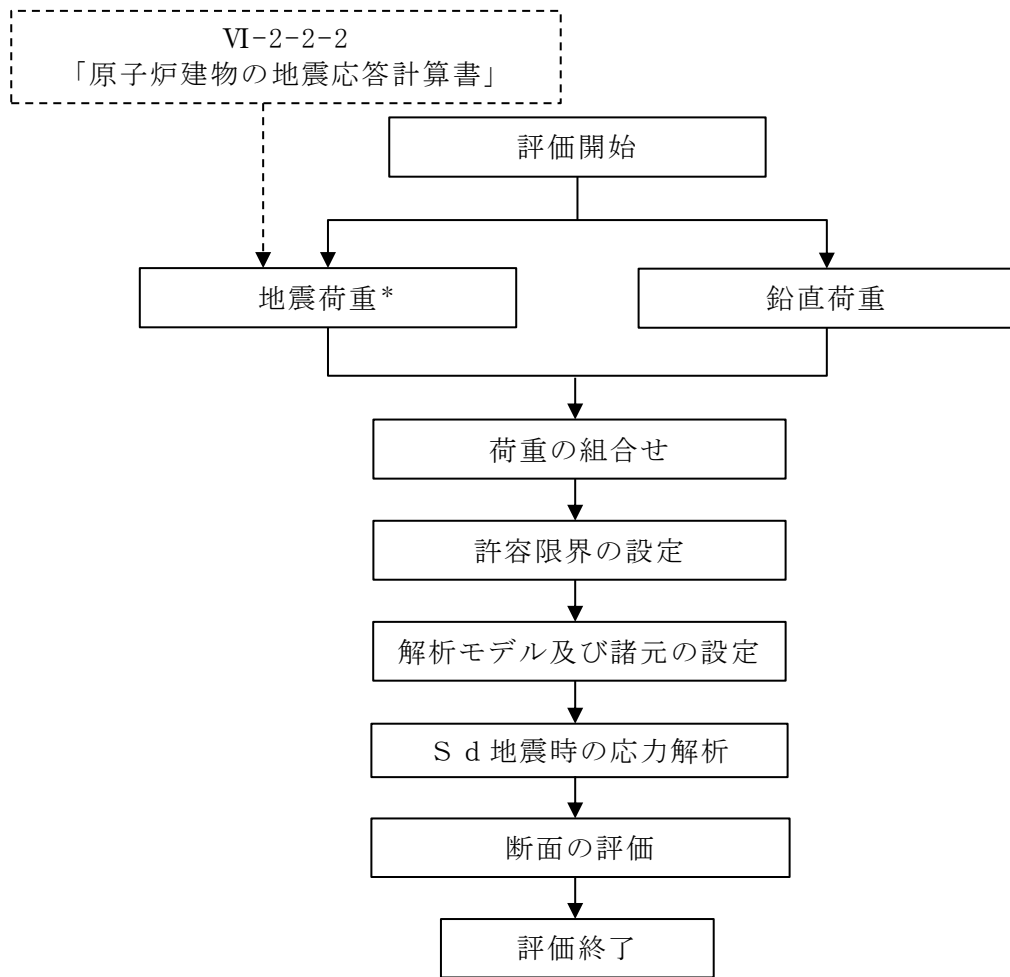 Ⅵ-2-2-2
「原子炉建物の地震応答計算書」
評価開始
地震荷重*
鉛直荷重
荷重の組合せ
許容限界の設定
解析モデル及び諸元の設定
Ｓｄ地震時の応力解析
断面の評価
評価終了